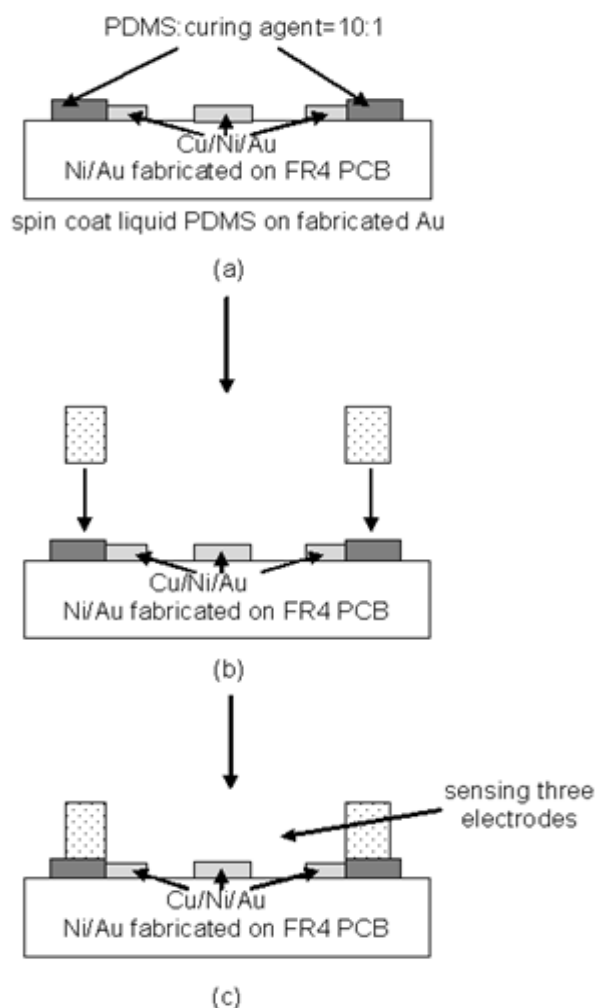 PDMS:curing agent=10:1
Cu/Ni/Au
Ni/Au fabricated on FR4 PCB
spin coat liquid PDMS on fabricated Au
(a)
Cu/Ni/Au
Ni/Au fabricated on FR4 PCB
(b)
sensing three
electrodes
Cu/Ni/Au
Ni/Au fabricated on FR4 PCB
(c)